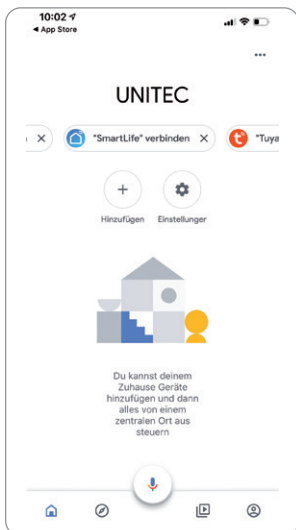 10:02
◀ App Store
...
UNITEC
"SmartLife" verbinden X
"Tuya
+
Hinzufügen Einstellunger
Du kannst deinem
Zuhause Geräte
hinzufügen und dann
alles von einem
zentralen Ort aus
steuern